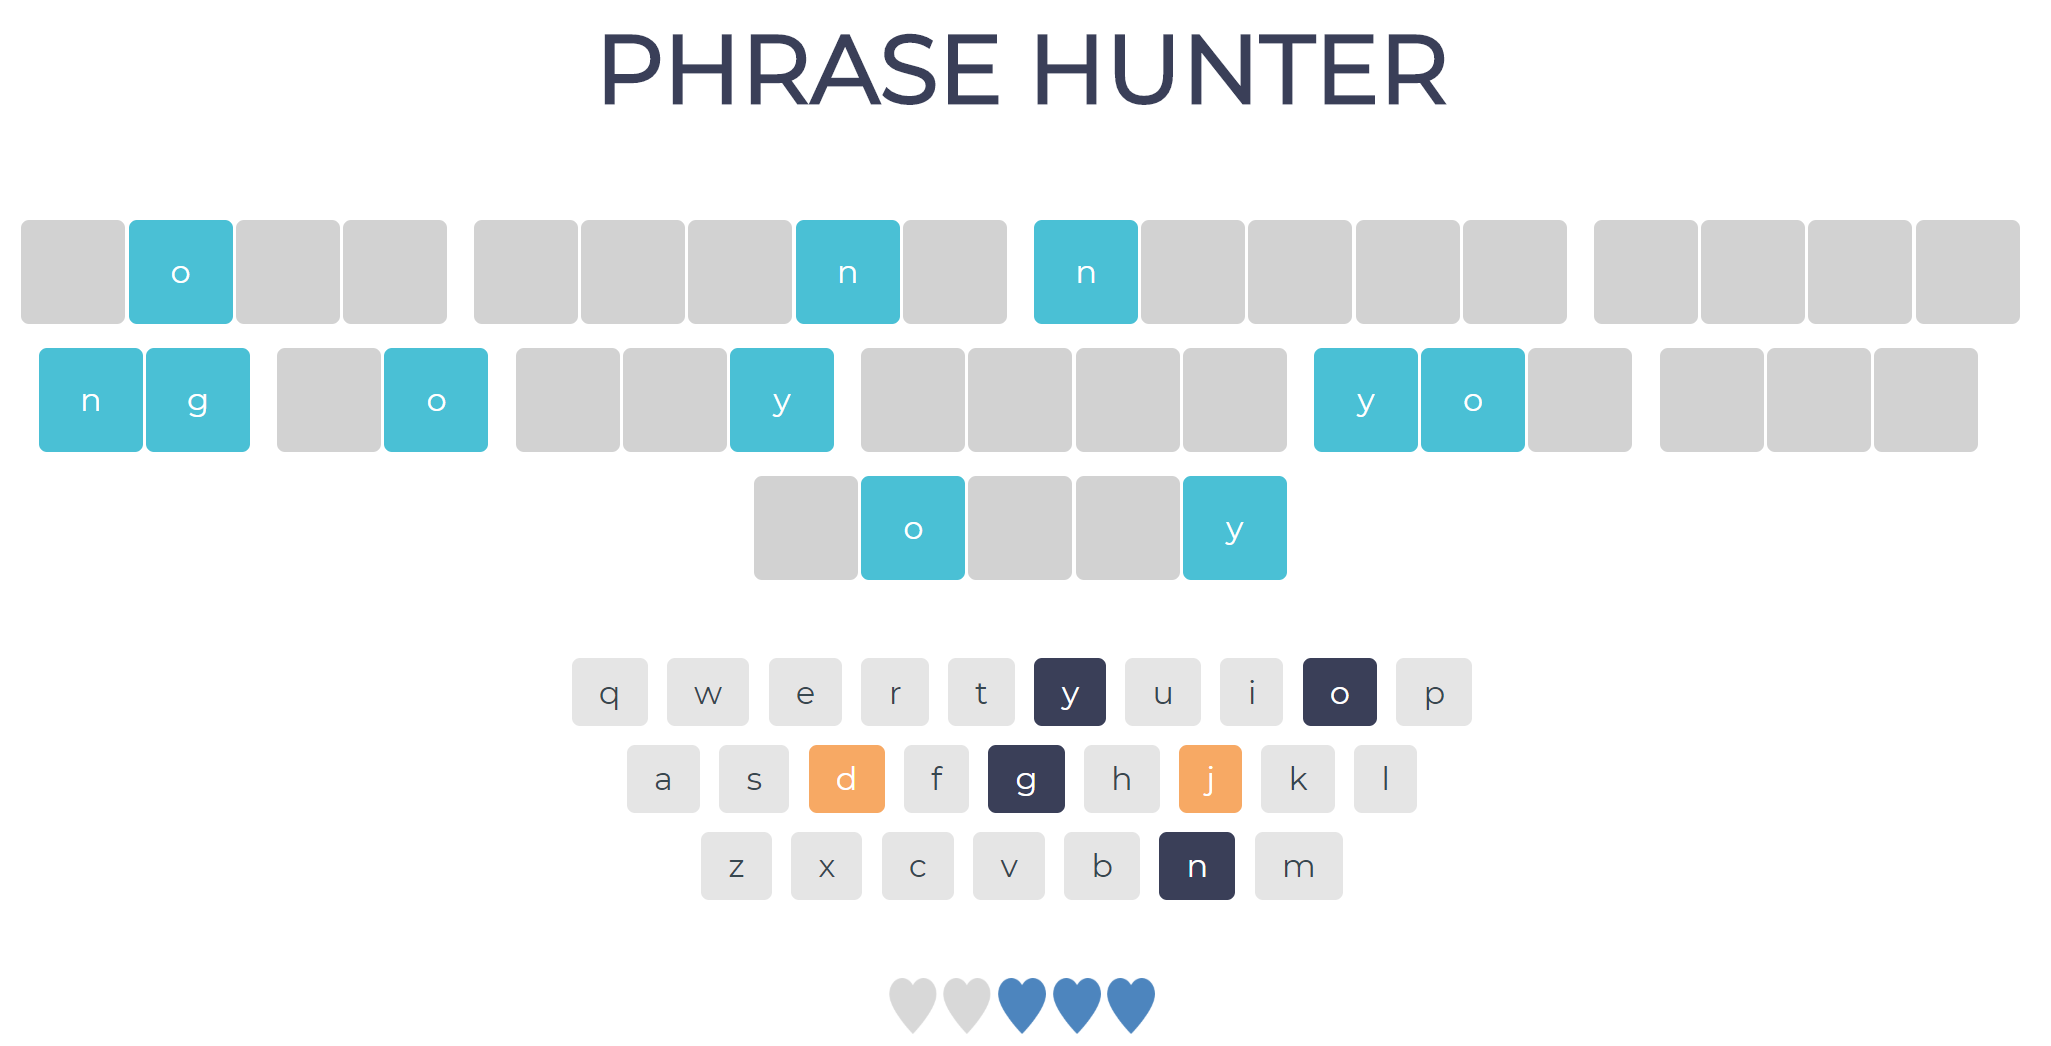 PHRASE HUNTER
o n n
n g o y y o
o y
q w e r t y u i o p
a s d f g h j k l
z x c v b n m